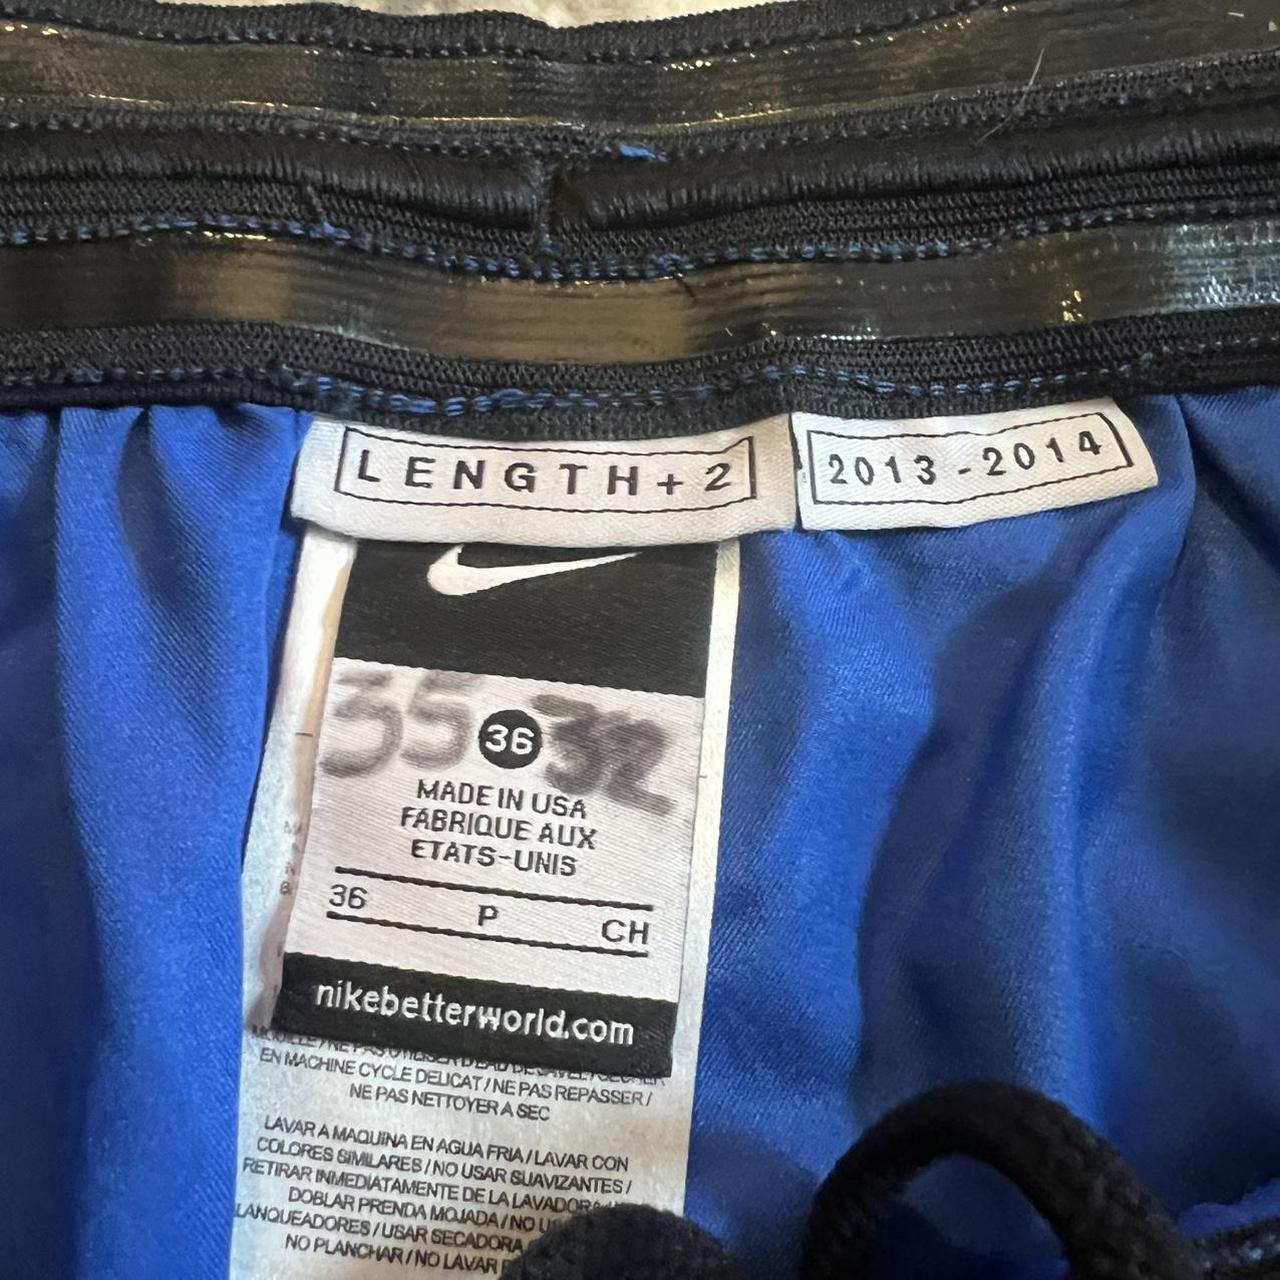 LENGTH+2
2013-2014
35 36 32
MADE IN USA
FABRIQUE AUX
ETATS-UNIS
36 P CH
nikebetterworld.com
EN MACHINE CYCLE DELICAT / NE PAS REPASSER /
NE PAS NETTOYER A SEC
LAVAR A MAQUINA EN AGUA FRIA / LAVAR CON
COLORES SIMILARES / NO USAR SUAVIZANTES /
RETIRAR INMEDIATAMENTE DE LA LAVADORA
DOBLAR PRENDA MOJADA / NO
LANQUEADORES / USAR SECADORA
NO PLANCHAR / NO LAVAR